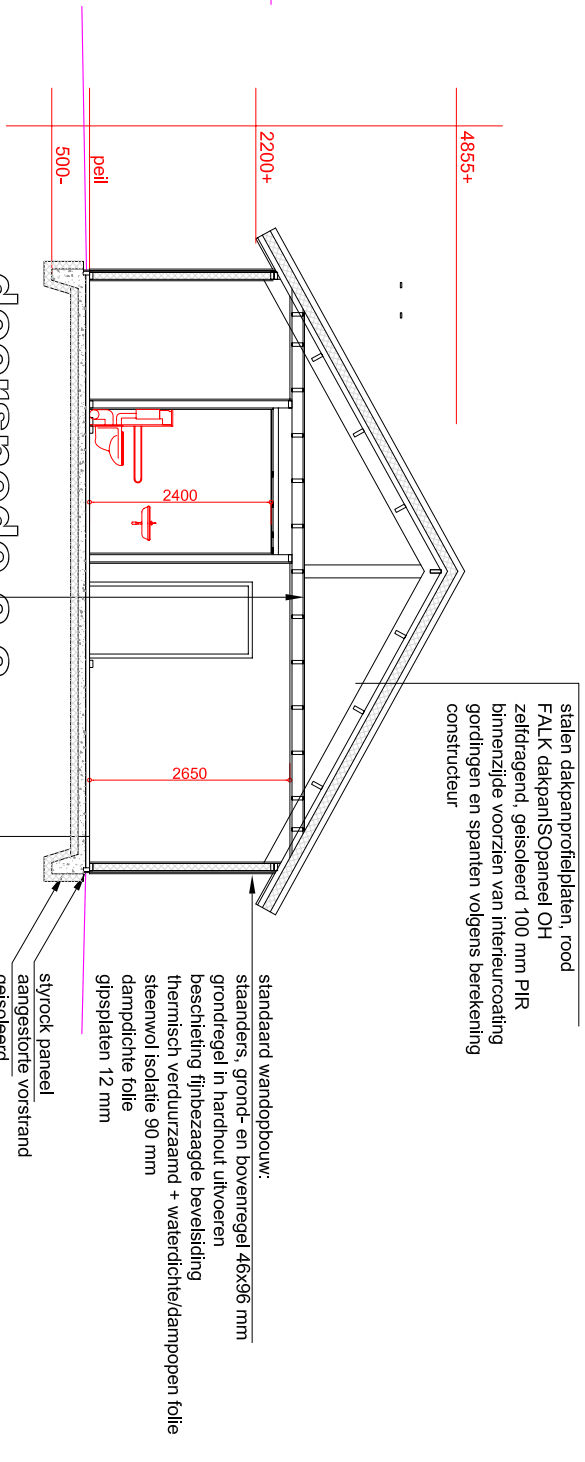 4855+
2200+
peil
500-
2400
2650
stalen dakpanprofielplaten, rood
FALK dakpanISOpaneel OH
zelfdragend, geisoleerd 100 mm PIR
binnenzijde voorzien van interieurcoating
gordingen en spanten volgens berekening
constructeur
standaard wandopbouw:
staanders, grond- en bovenregel 46x96 mm
grondregel in hardhout uitvoeren
beschieting fijnbezaagde bevelsiding
thermisch verduurzaamd + waterdichte/dampopen folie
steenwol isolatie 90 mm
dampdichte folie
gipsplaten 12 mm
styrock paneel
aangestorte vorstrand
geisoleerd